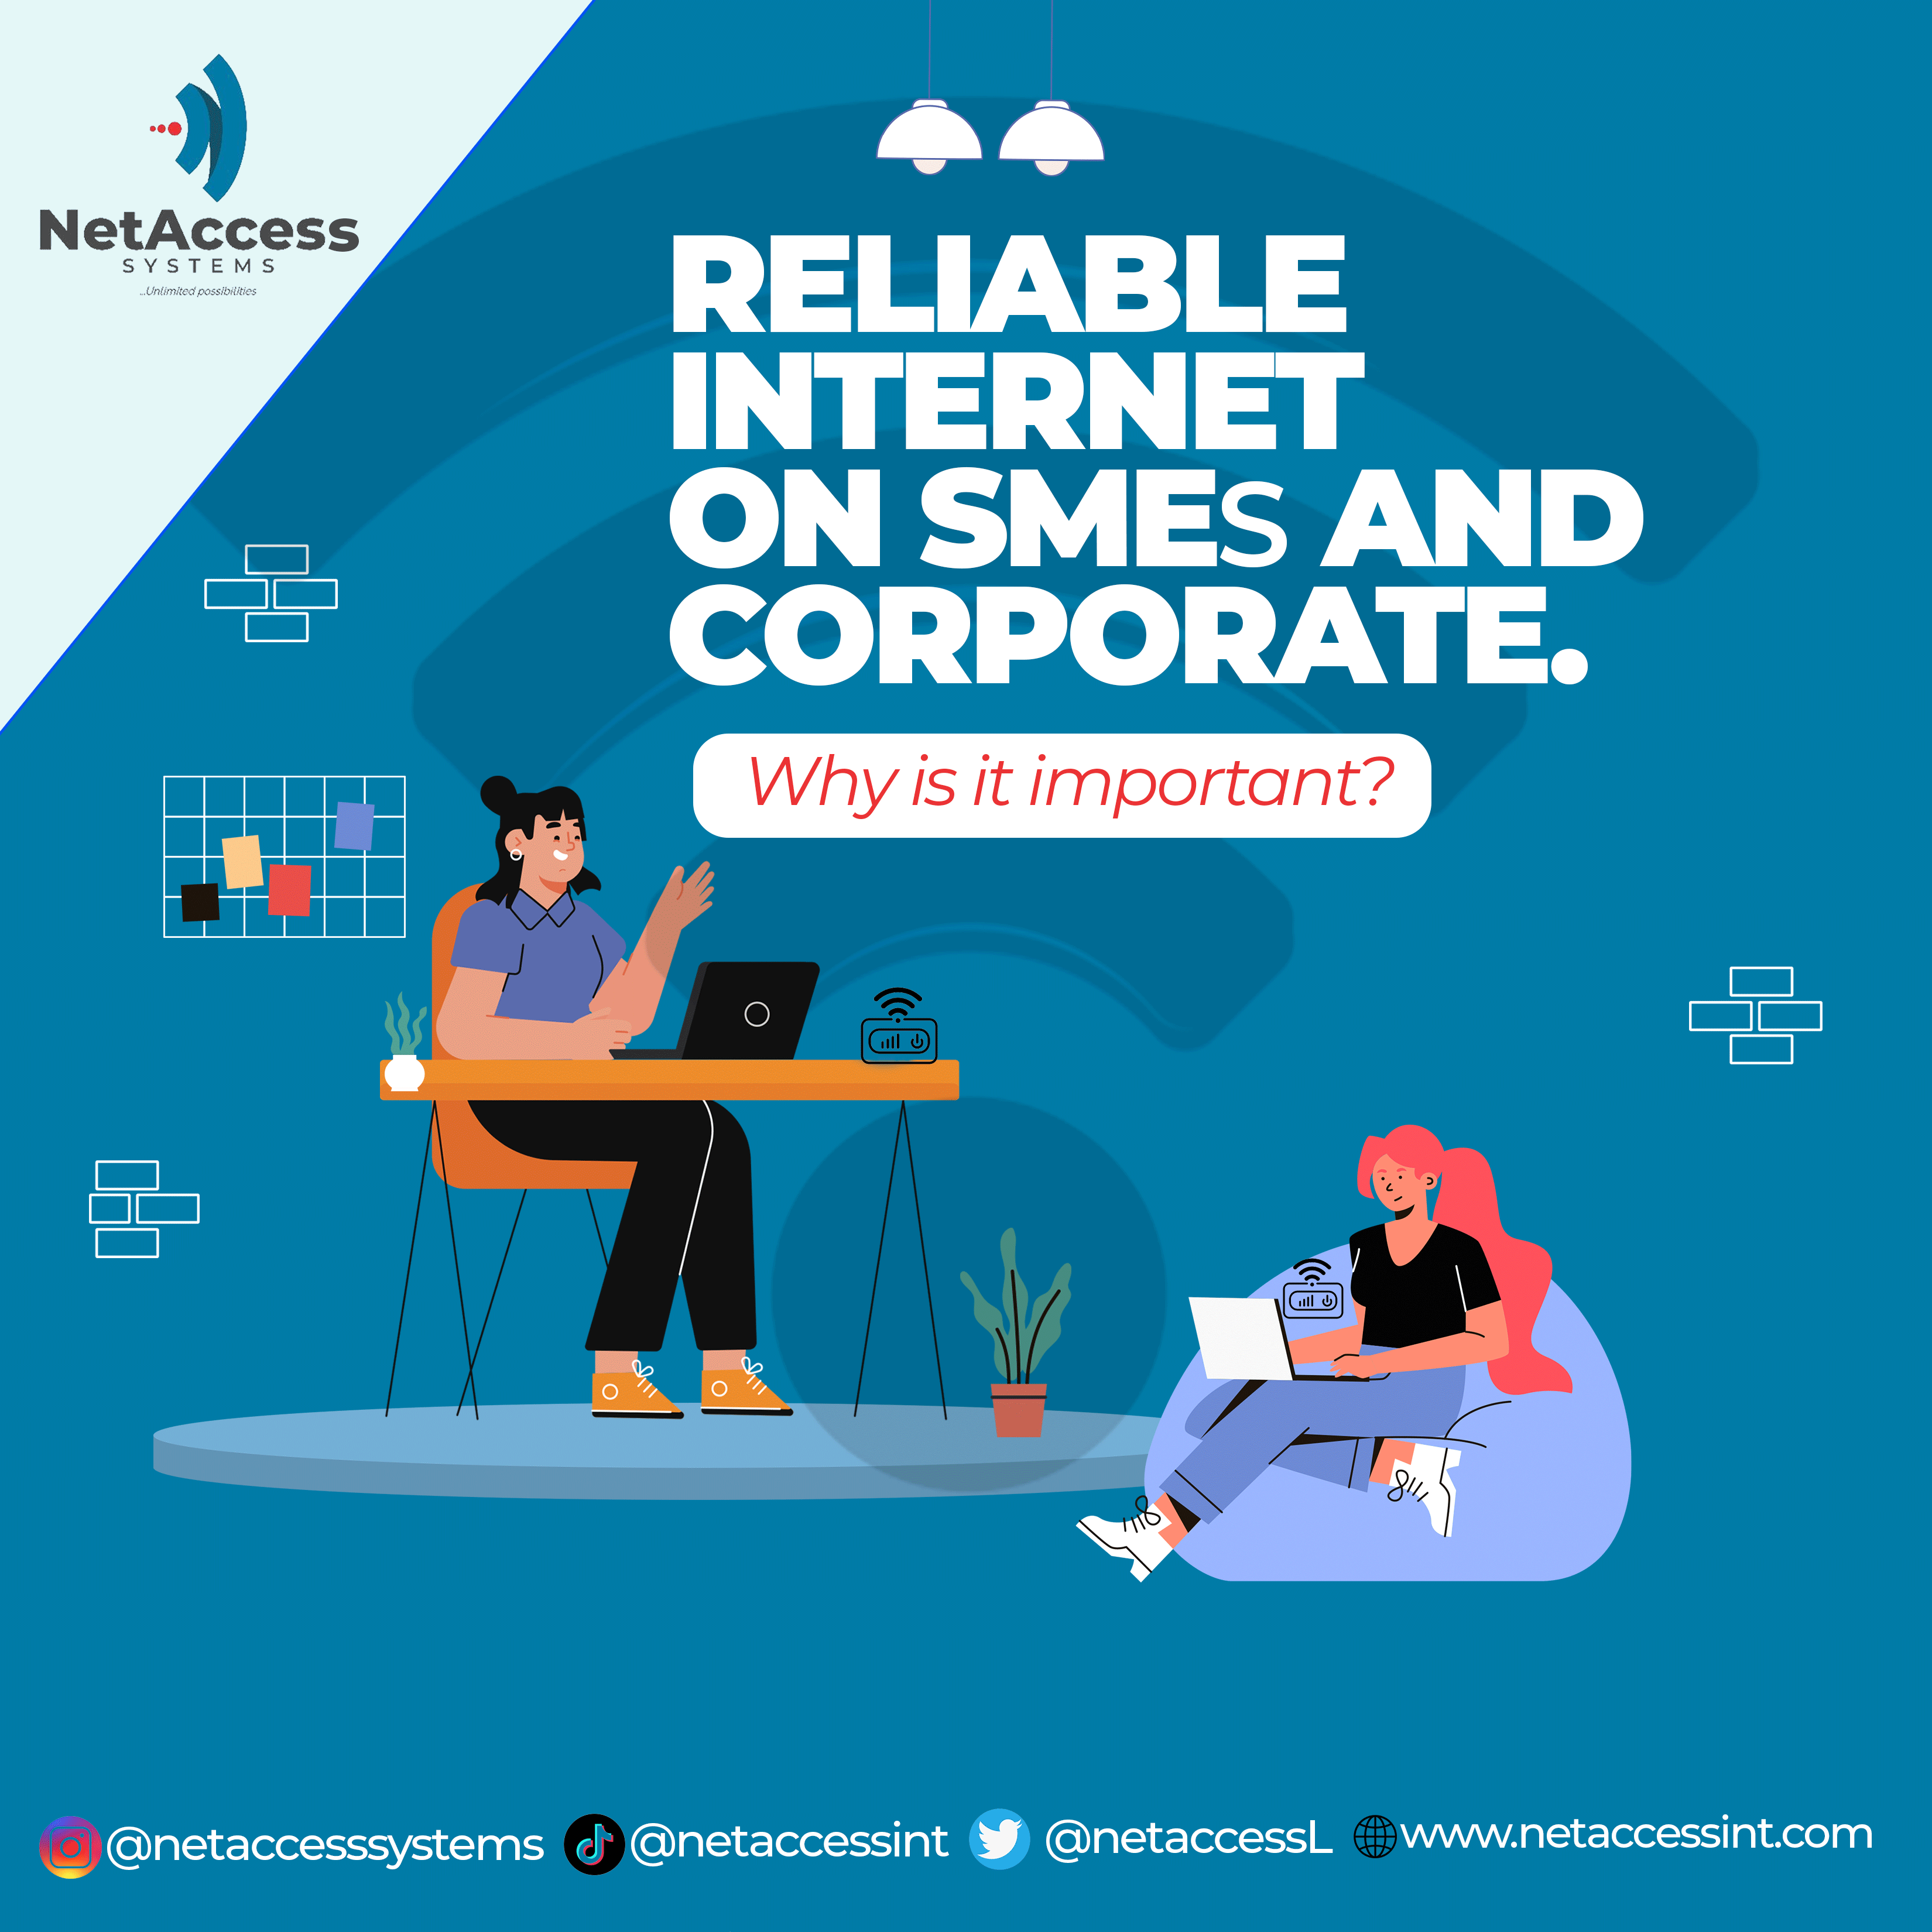 NetAccess
SYSTEMS
...Unlimited possibilities
RELIABLE
INTERNET
ON SMEs AND
CORPORATE.
Why is it important?
@netaccesssystems @netaccessint @netaccessL www.netaccessint.com